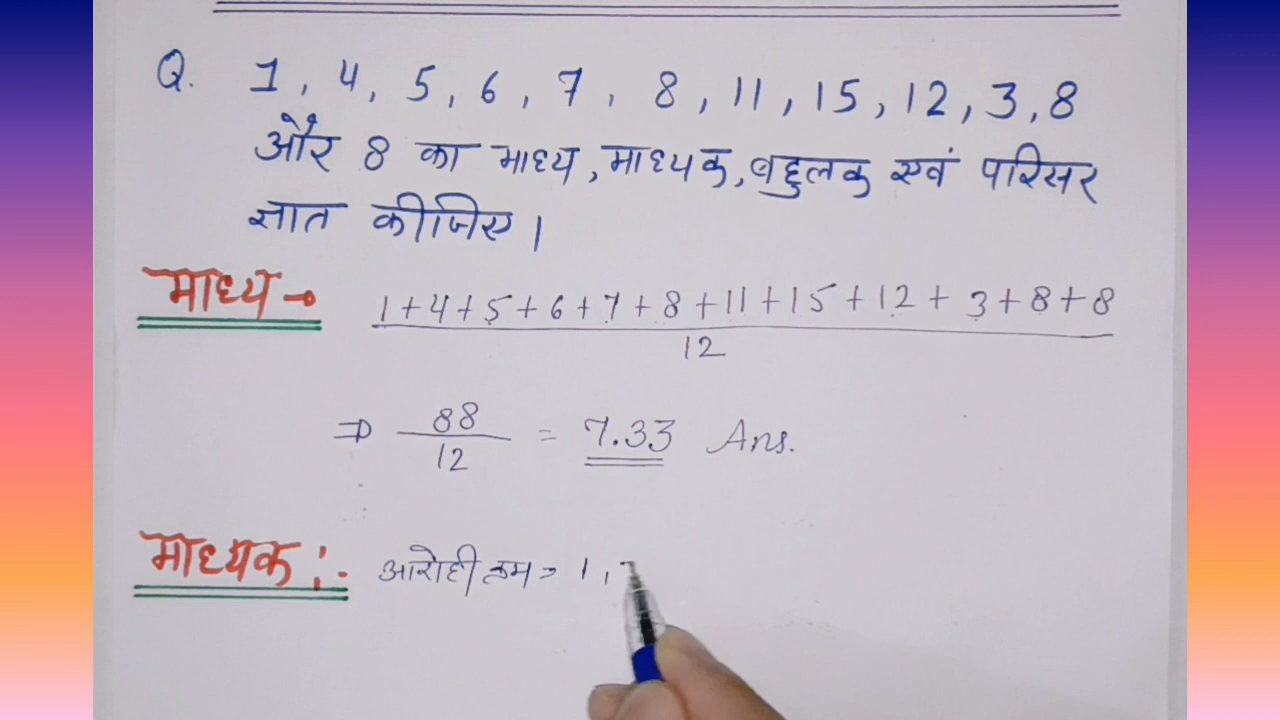 Q. 1, 4, 5, 6, 7, 8, 11, 15, 12, 3, 8
और 8 का माध्य, माध्यक, बहुलक एवं परिसर
ज्ञात कीजिए।
माध्य→ 1+4+5+6+7+8+11+15+12+3+8+8
12
⇒ 88
12
= 7.33 Ans.
माध्यक :- आरोही क्रम > 1,